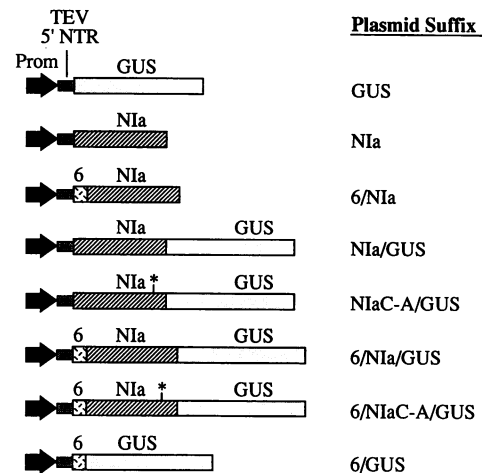 TEV
5' NTR
Plasmid Suffix
Prom
GUS
GUS
NIa
NIa
6 NIa
6/NIa
NIa GUS
NIa/GUS
NIa * GUS
NIaC-A/GUS
6 NIa GUS
6/NIa/GUS
6 NIa * GUS
6/NIaC-A/GUS
6 GUS
6/GUS